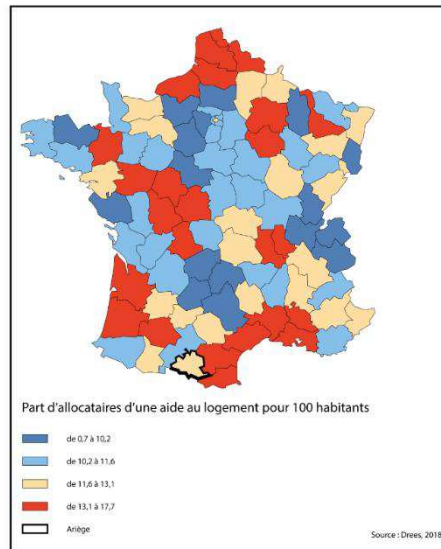 Part d'allocataires d'une aide au logement pour 100 habitants
de 0,7 à 10,2
de 10,2 à 11,6
de 11,6 à 13,1
de 13,1 à 17,7
Ariège
Source : Drees, 2018